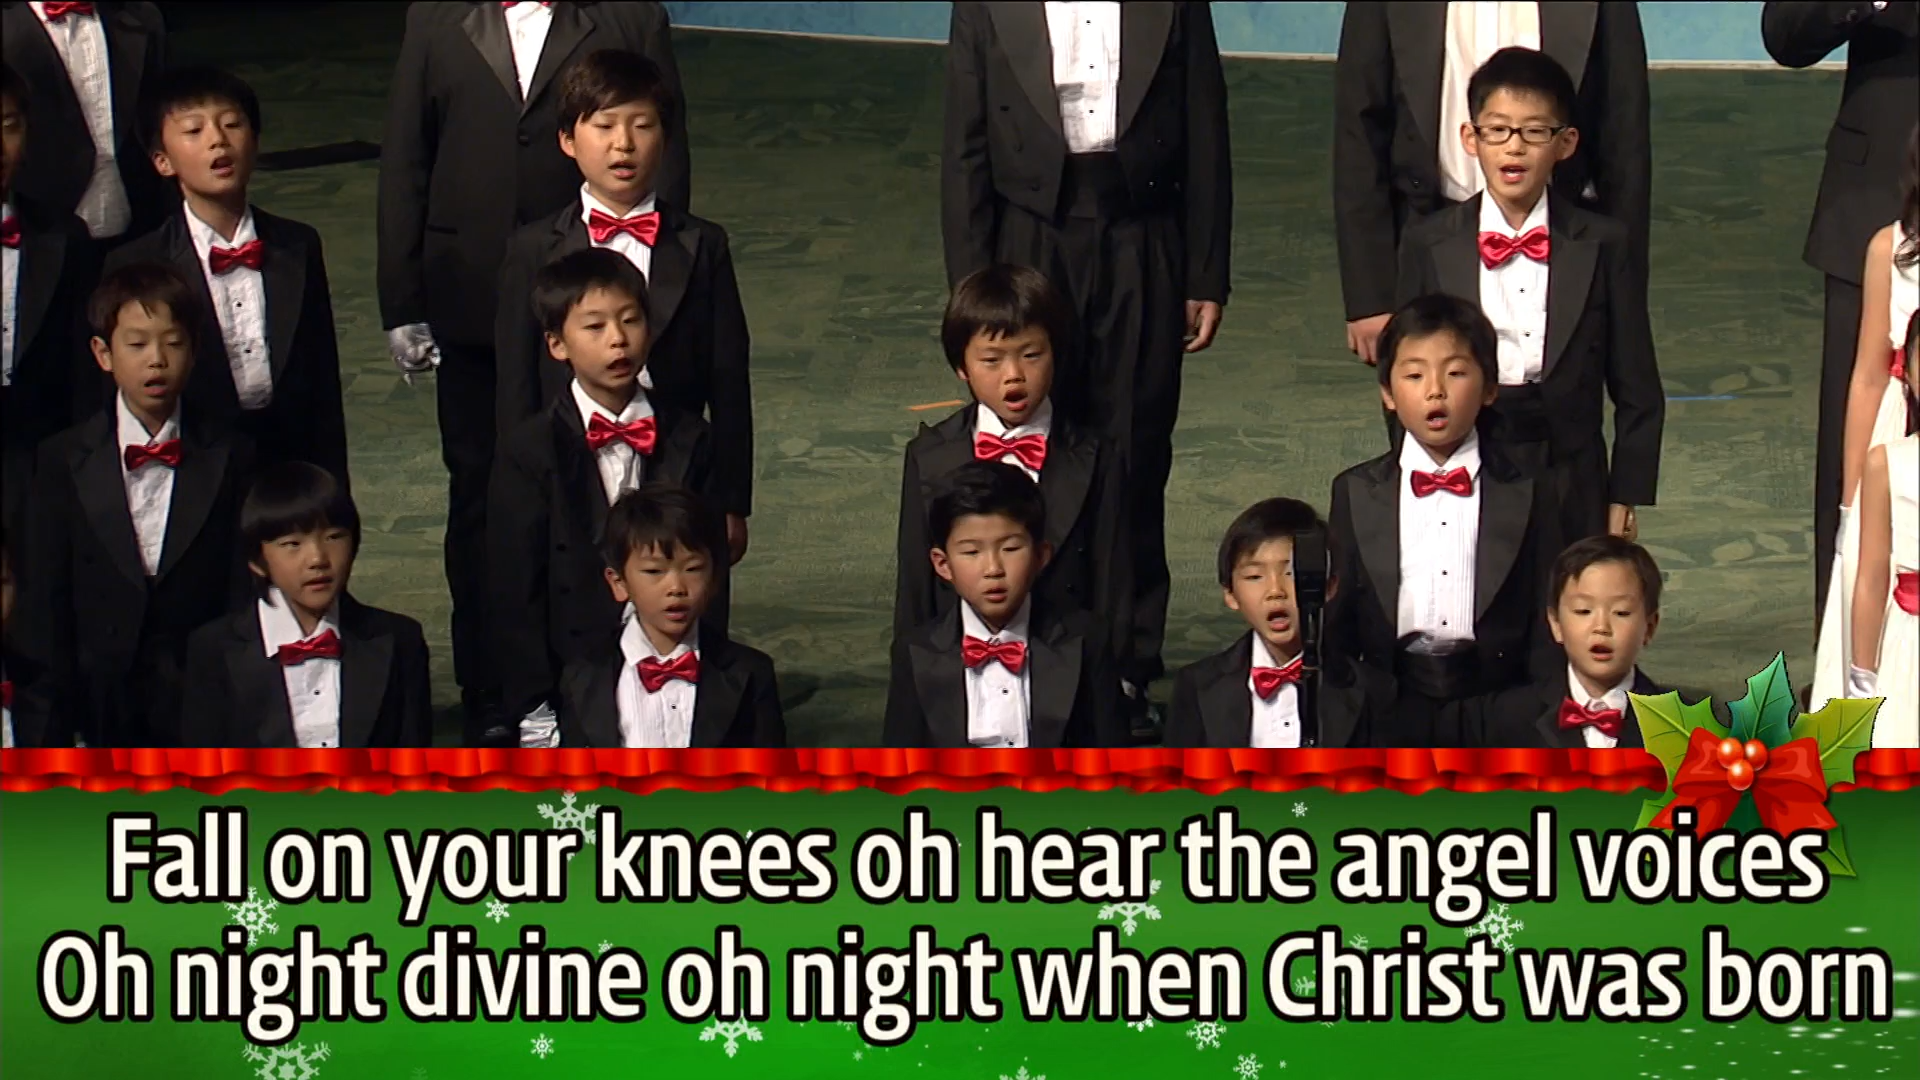 Fall on your knees oh hear the angel voices
Oh night divine oh night when Christ was born